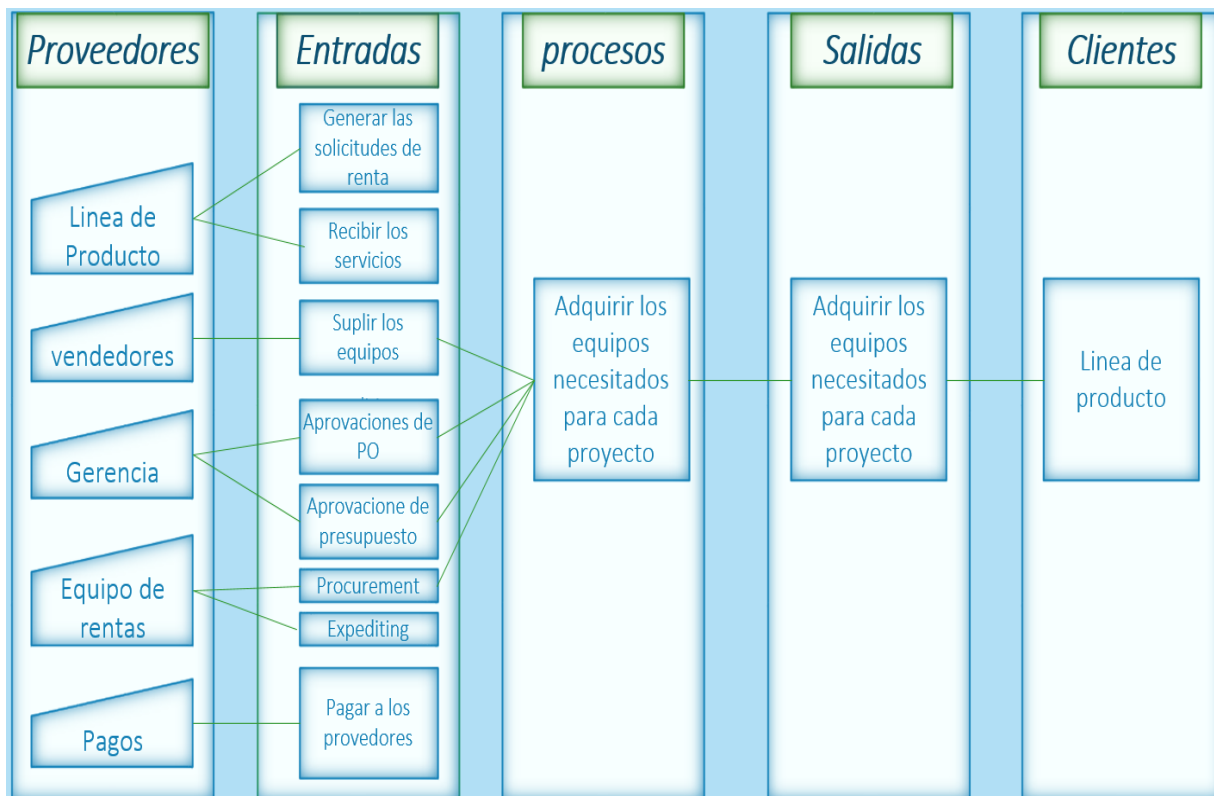 Proveedores
Entradas
procesos
Salidas
Clientes
Linea de
Producto
vendedores
Gerencia
Equipo de
rentas
Pagos
Generar las
solicitudes de
renta
Recibir los
servicios
Suplir los
equipos
Aprovaciones de
PO
Aprovacione de
presupuesto
Procurement
Expediting
Pagar a los
provedores
Adquirir los
equipos
necesitados
para cada
proyecto
Adquirir los
equipos
necesitados
para cada
proyecto
Linea de
producto